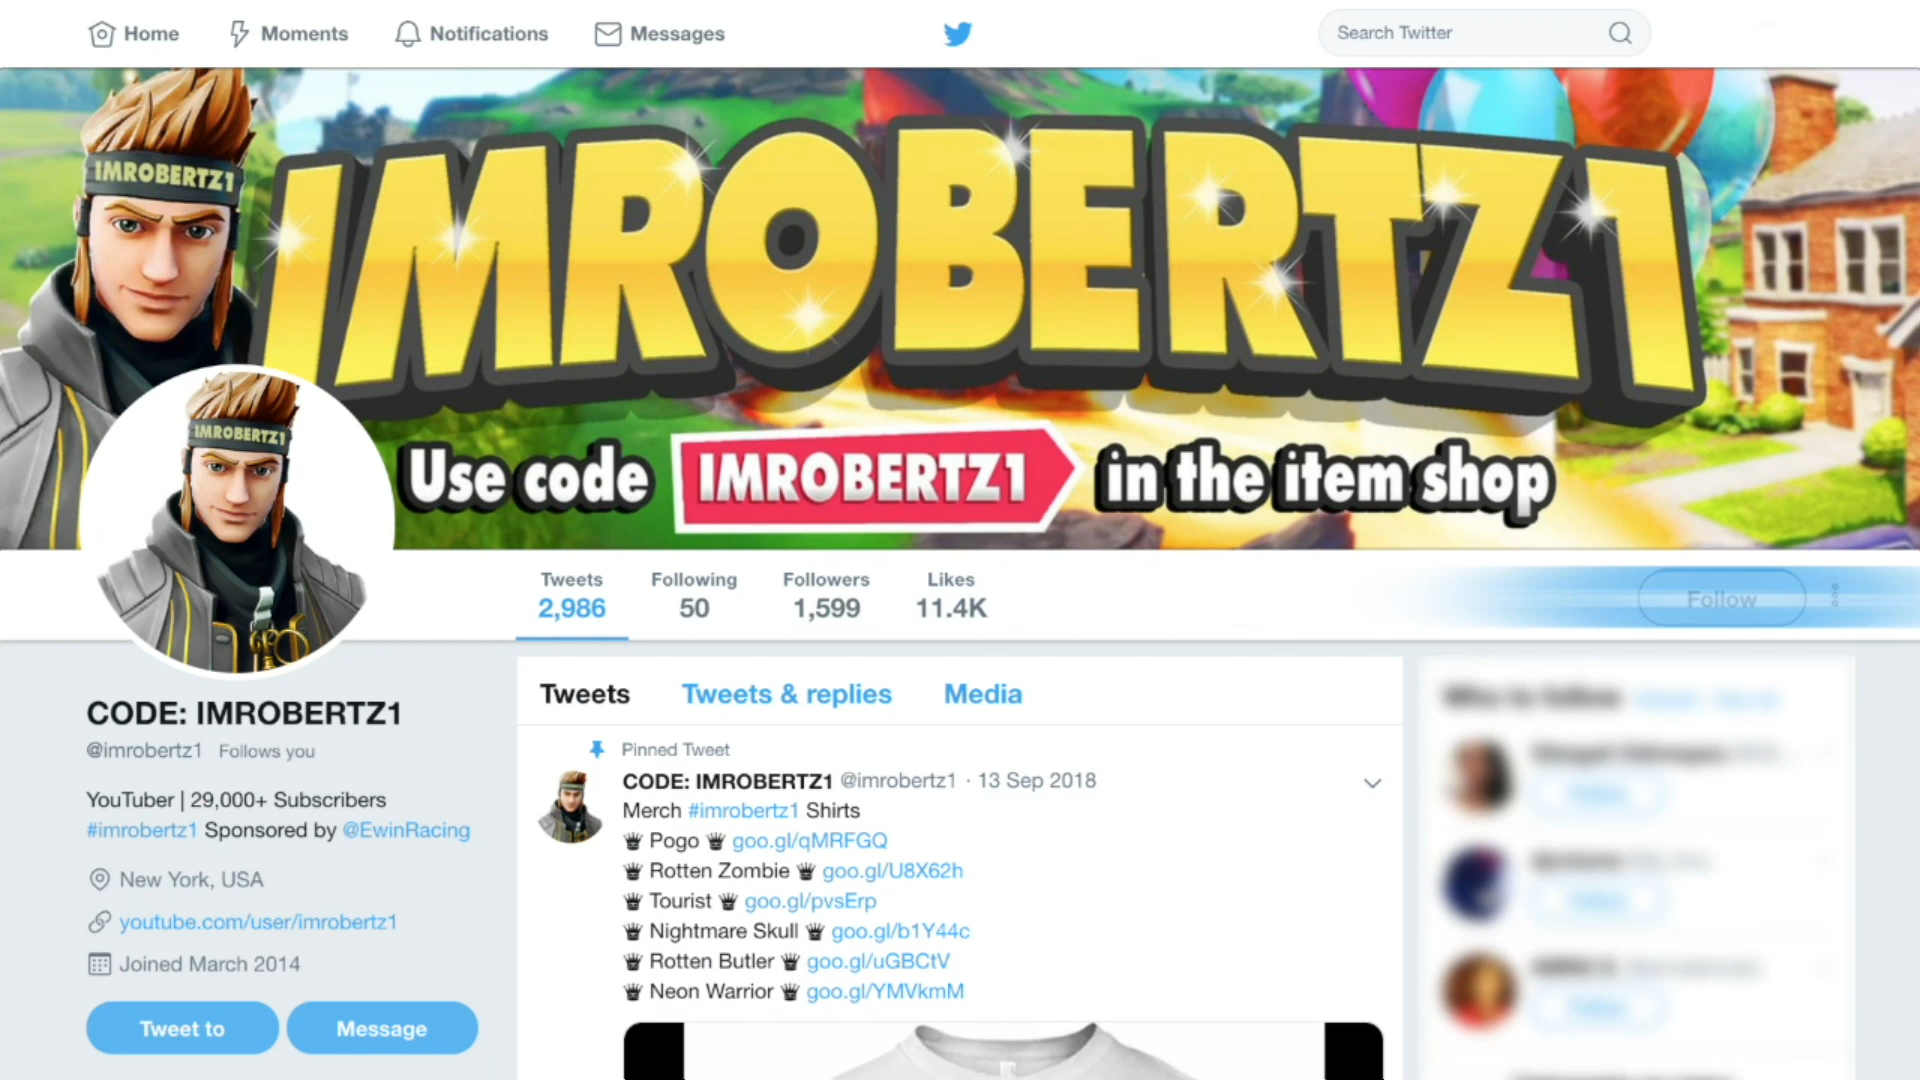 Home Moments Notifications Messages Search Twitter
IMROBERTZ1
IMROBERTZ1
Use code IMROBERTZ1 in the item shop
IMROBERTZ1
Tweets Following Followers Likes
2,986 50 1,599 11.4K
Follow
CODE: IMROBERTZ1
@imrobertz1 Follows you
YouTuber | 29,000+ Subscribers
#imrobertz1 Sponsored by @EwinRacing
New York, USA
youtube.com/user/imrobertz1
Joined March 2014
Tweet to Message
Tweets Tweets & replies Media
Pinned Tweet
CODE: IMROBERTZ1 @imrobertz1 · 13 Sep 2018
Merch #imrobertz1 Shirts
♛ Pogo ♛ goo.gl/qMRFGQ
♛ Rotten Zombie ♛ goo.gl/U8X62h
♛ Tourist ♛ goo.gl/pvsErp
♛ Nightmare Skull ♛ goo.gl/b1Y44c
♛ Rotten Butler ♛ goo.gl/uGBCtV
♛ Neon Warrior ♛ goo.gl/YMVkmM